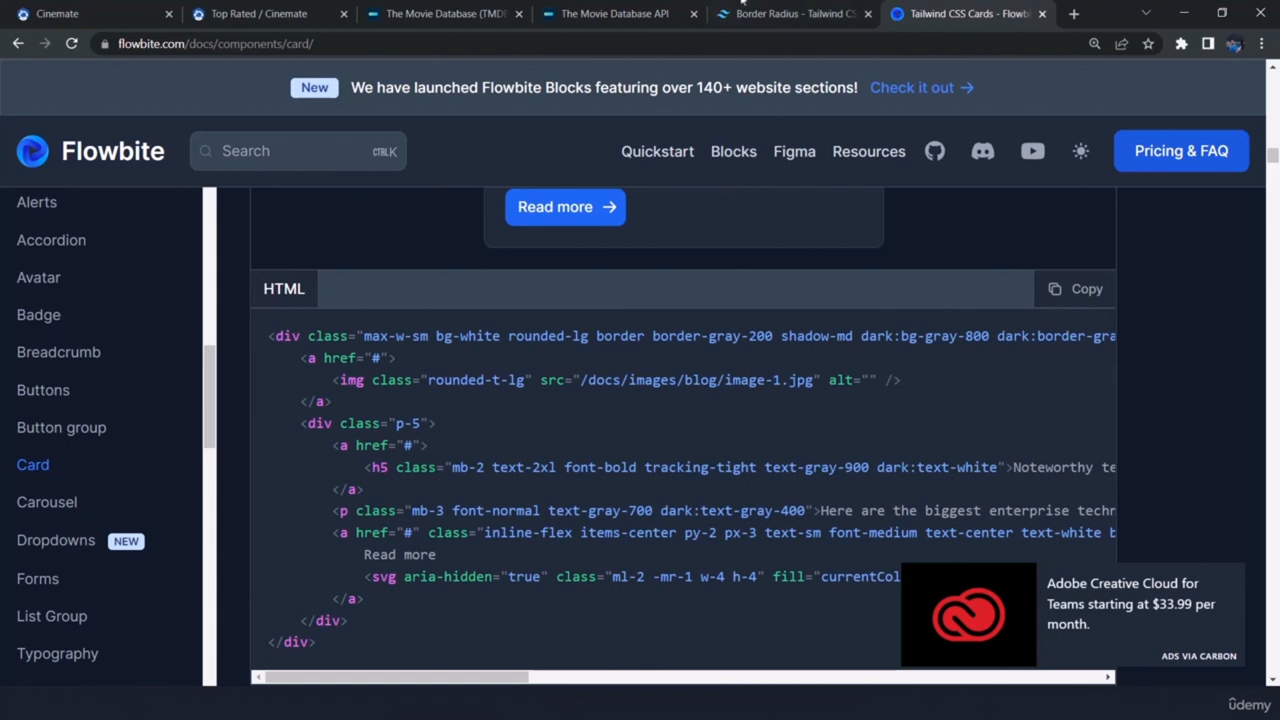 Cinemate
Top Rated / Cinemate
The Movie Database (TMDB
The Movie Database API
Border Radius - Tailwind CS
Tailwind CSS Cards - Flowbi
flowbite.com/docs/components/card/
New We have launched Flowbite Blocks featuring over 140+ website sections! Check it out
Flowbite
Search CTRL K
Quickstart Blocks Figma Resources
Pricing & FAQ
Alerts
Accordion
Avatar
Badge
Breadcrumb
Buttons
Button group
Card
Carousel
Dropdowns NEW
Forms
List Group
Typography
Read more
HTML
Copy
<div class="max-w-sm bg-white rounded-lg border border-gray-200 shadow-md dark:bg-gray-800 dark:border-gra
<a href="#">
<img class="rounded-t-lg" src="/docs/images/blog/image-1.jpg" alt="" />
</a>
<div class="p-5">
<a href="#">
<h5 class="mb-2 text-2xl font-bold tracking-tight text-gray-900 dark:text-white">Noteworthy te
</a>
<p class="mb-3 font-normal text-gray-700 dark:text-gray-400">Here are the biggest enterprise techn
<a href="#" class="inline-flex items-center py-2 px-3 text-sm font-medium text-center text-white b
Read more
<svg aria-hidden="true" class="ml-2 -mr-1 w-4 h-4" fill="currentCol
</a>
</div>
</div>
Adobe Creative Cloud for
Teams starting at $33.99 per
month.
ADS VIA CARBON
ûdemy